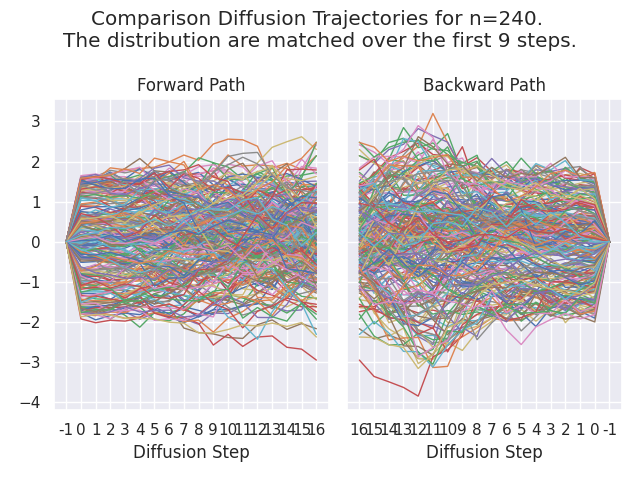 Comparison Diffusion Trajectories for n=240.
The distribution are matched over the first 9 steps.
Forward Path
Backward Path
3
2
1
0
−1
−2
−3
−4
-1 0 1 2 3 4 5 6 7 8 9 10 11 12 13 14 15 16
16 15 14 13 12 11 10 9 8 7 6 5 4 3 2 1 0 -1
Diffusion Step
Diffusion Step